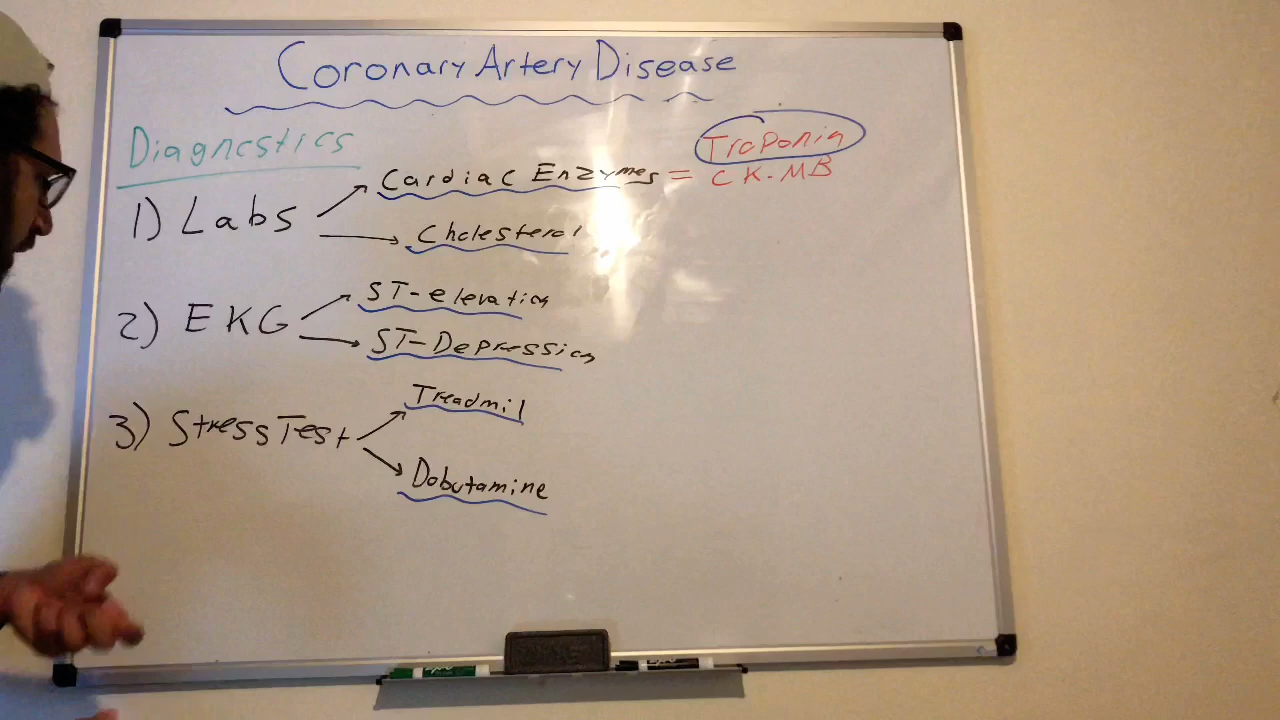 Coronary Artery Disease
Diagnostics
Troponin
1) Labs
Cardiac Enzymes = CK-MB
Cholesterol
2) EKG
ST-elevation
ST-Depression
3) Stress Test
Treadmil
Dobutamine